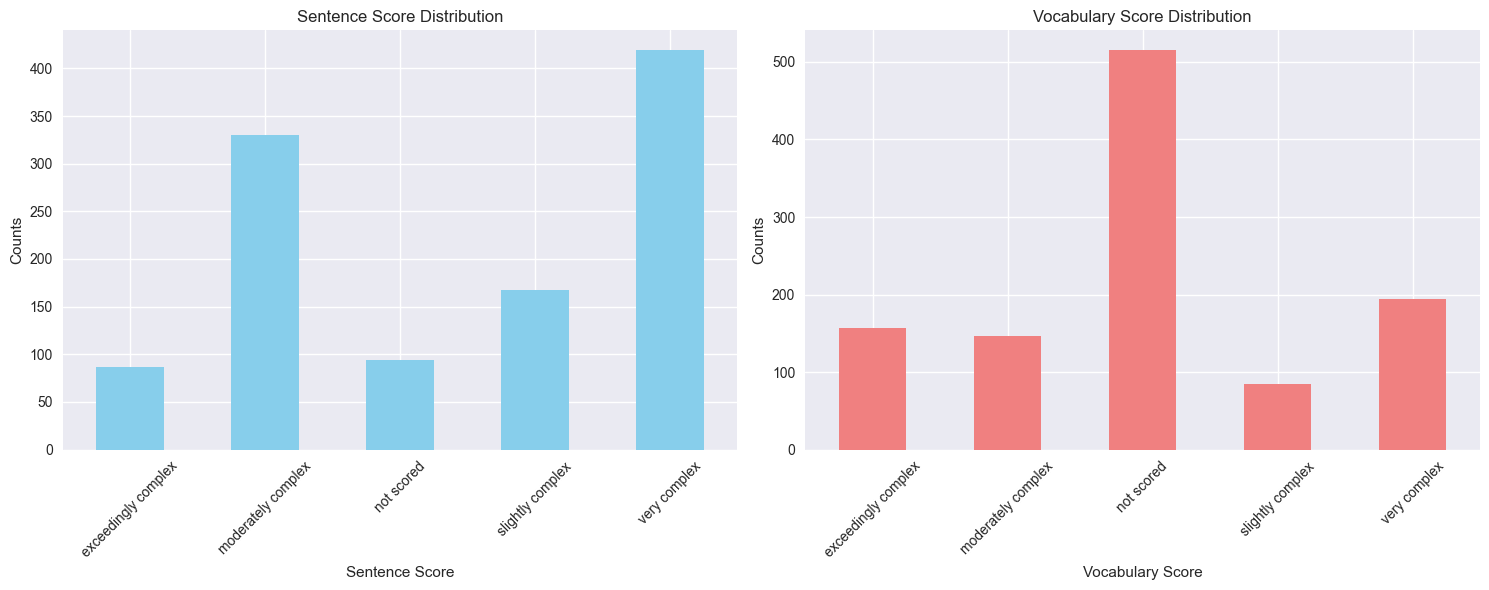 Sentence Score Distribution
400
350
300
250
200
150
100
50
0
Counts
exceedingly complex
moderately complex
not scored
slightly complex
very complex
Sentence Score
Vocabulary Score Distribution
500
400
300
200
100
0
Counts
exceedingly complex
moderately complex
not scored
slightly complex
very complex
Vocabulary Score